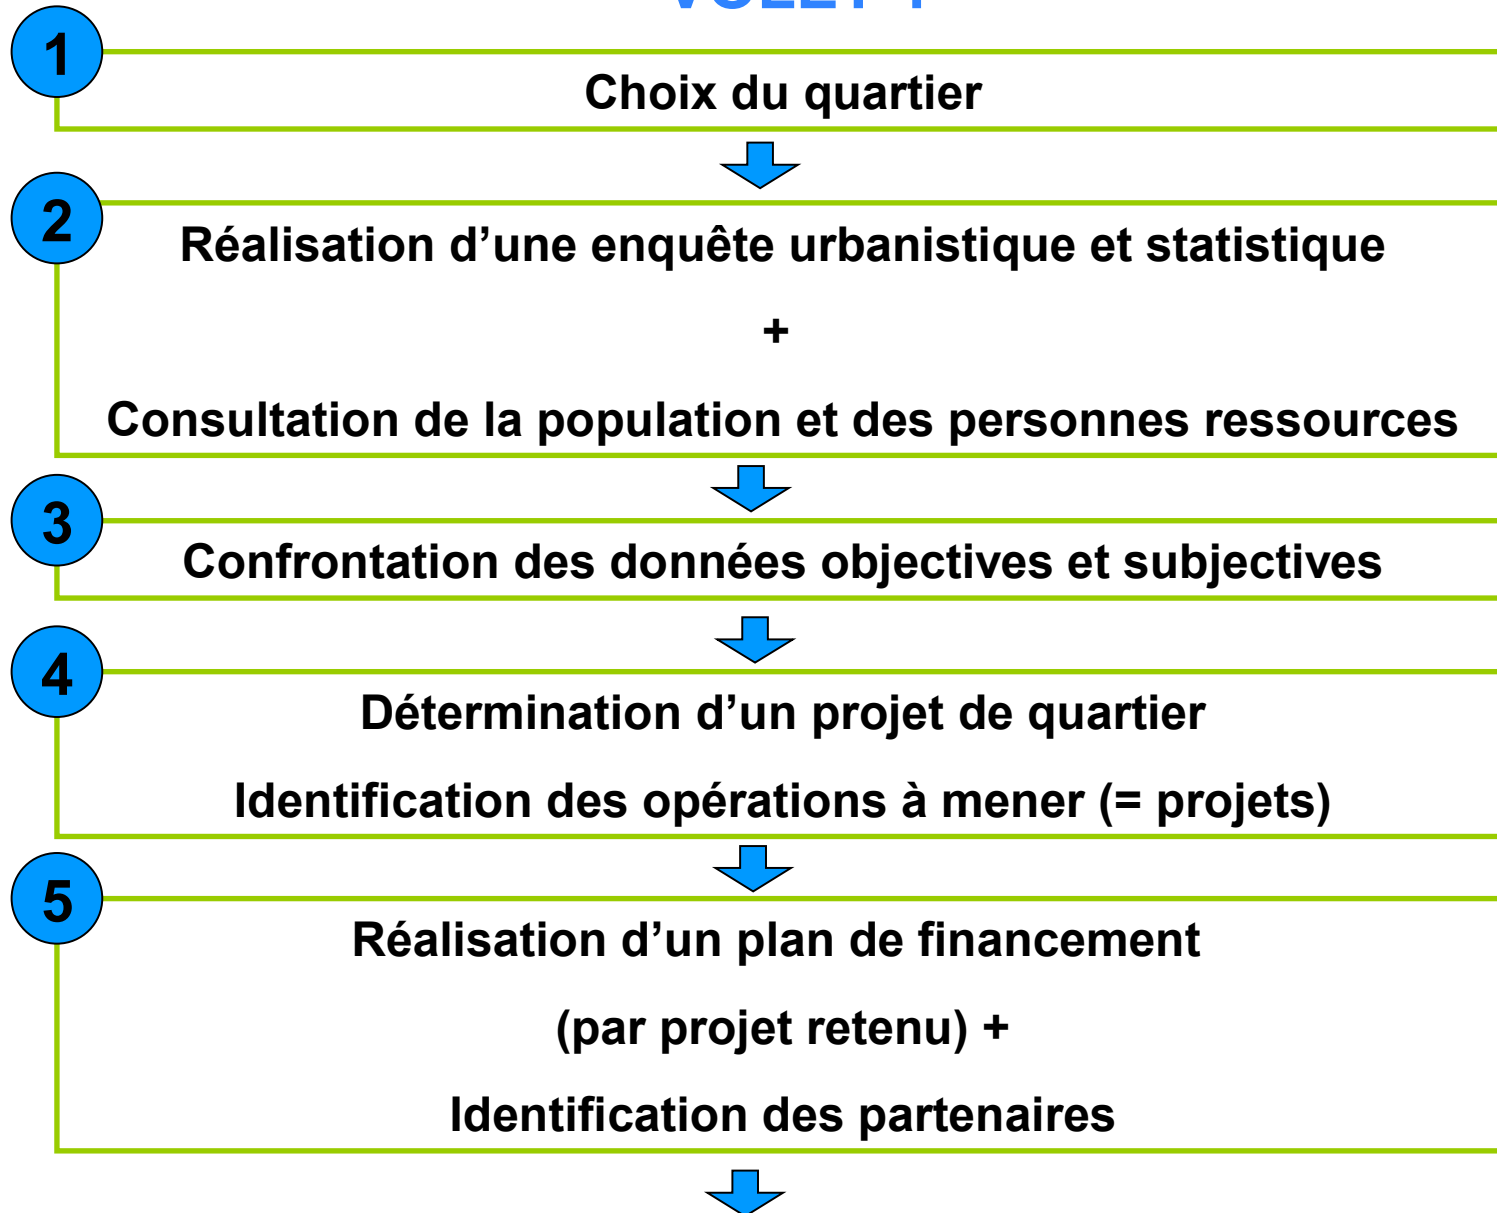 1
Choix du quartier
2
Réalisation d’une enquête urbanistique et statistique
+
Consultation de la population et des personnes ressources
3
Confrontation des données objectives et subjectives
4
Détermination d’un projet de quartier
Identification des opérations à mener (= projets)
5
Réalisation d’un plan de financement
(par projet retenu) +
Identification des partenaires